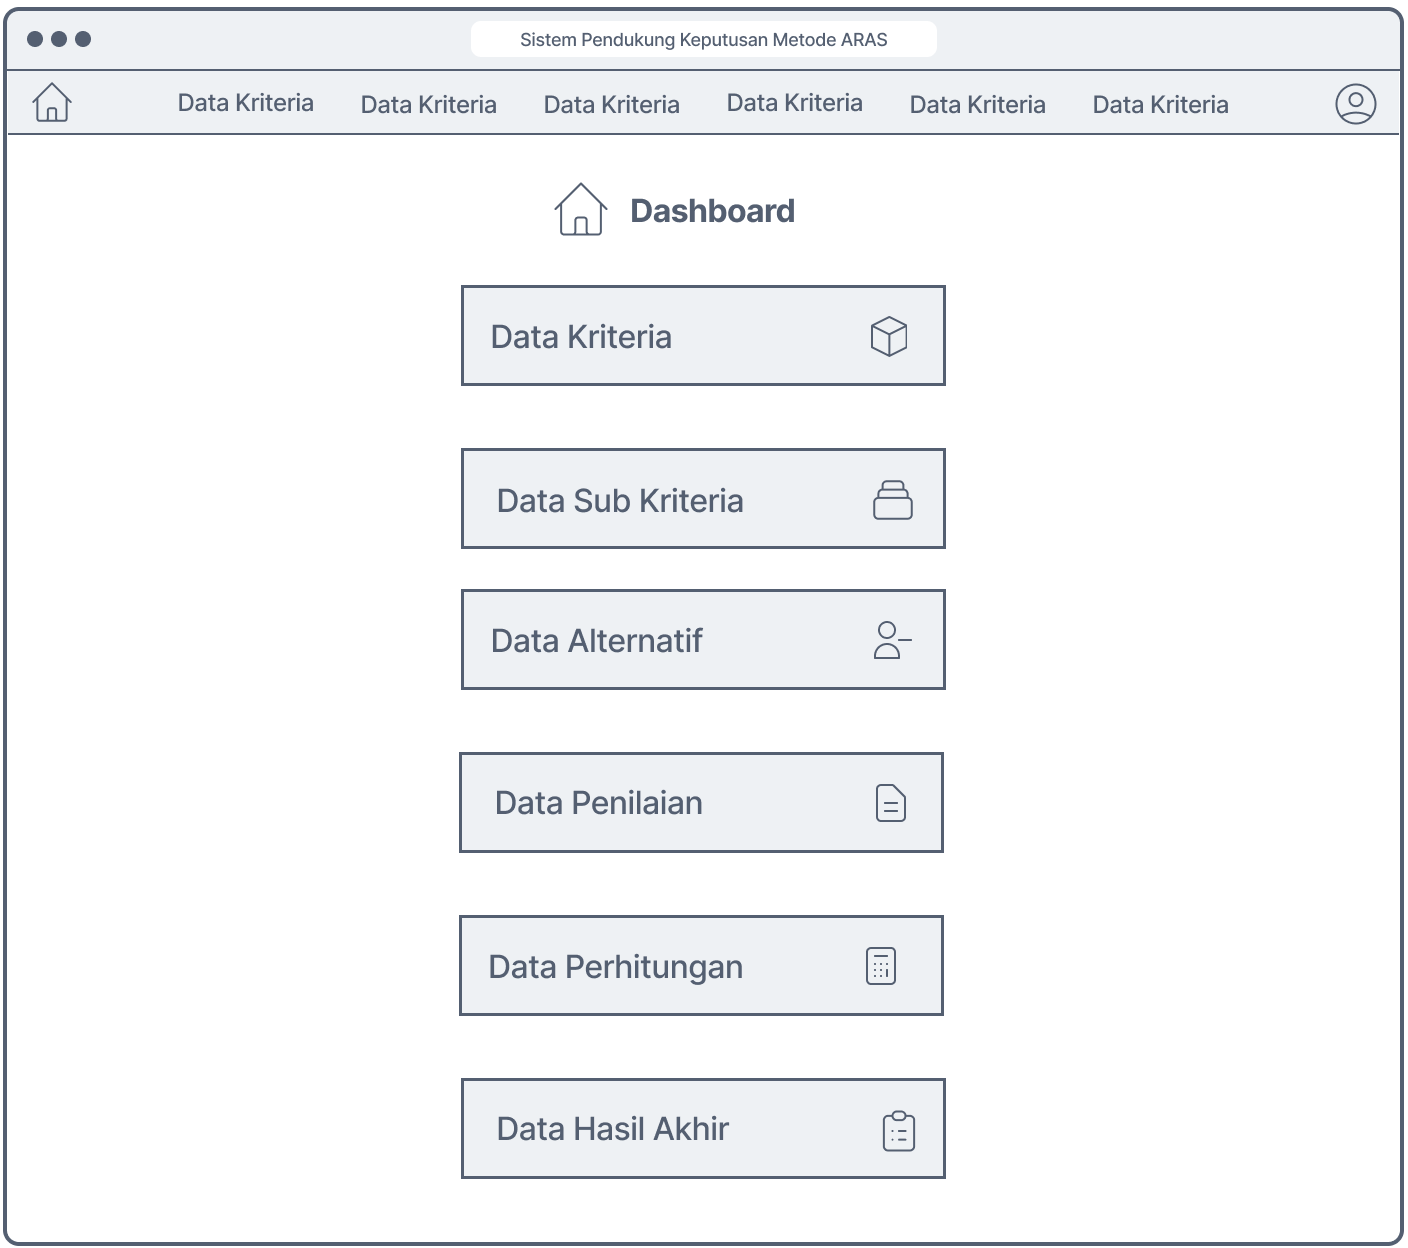 Sistem Pendukung Keputusan Metode ARAS
Data Kriteria Data Kriteria Data Kriteria Data Kriteria Data Kriteria Data Kriteria
Dashboard
Data Kriteria
Data Sub Kriteria
Data Alternatif
Data Penilaian
Data Perhitungan
Data Hasil Akhir